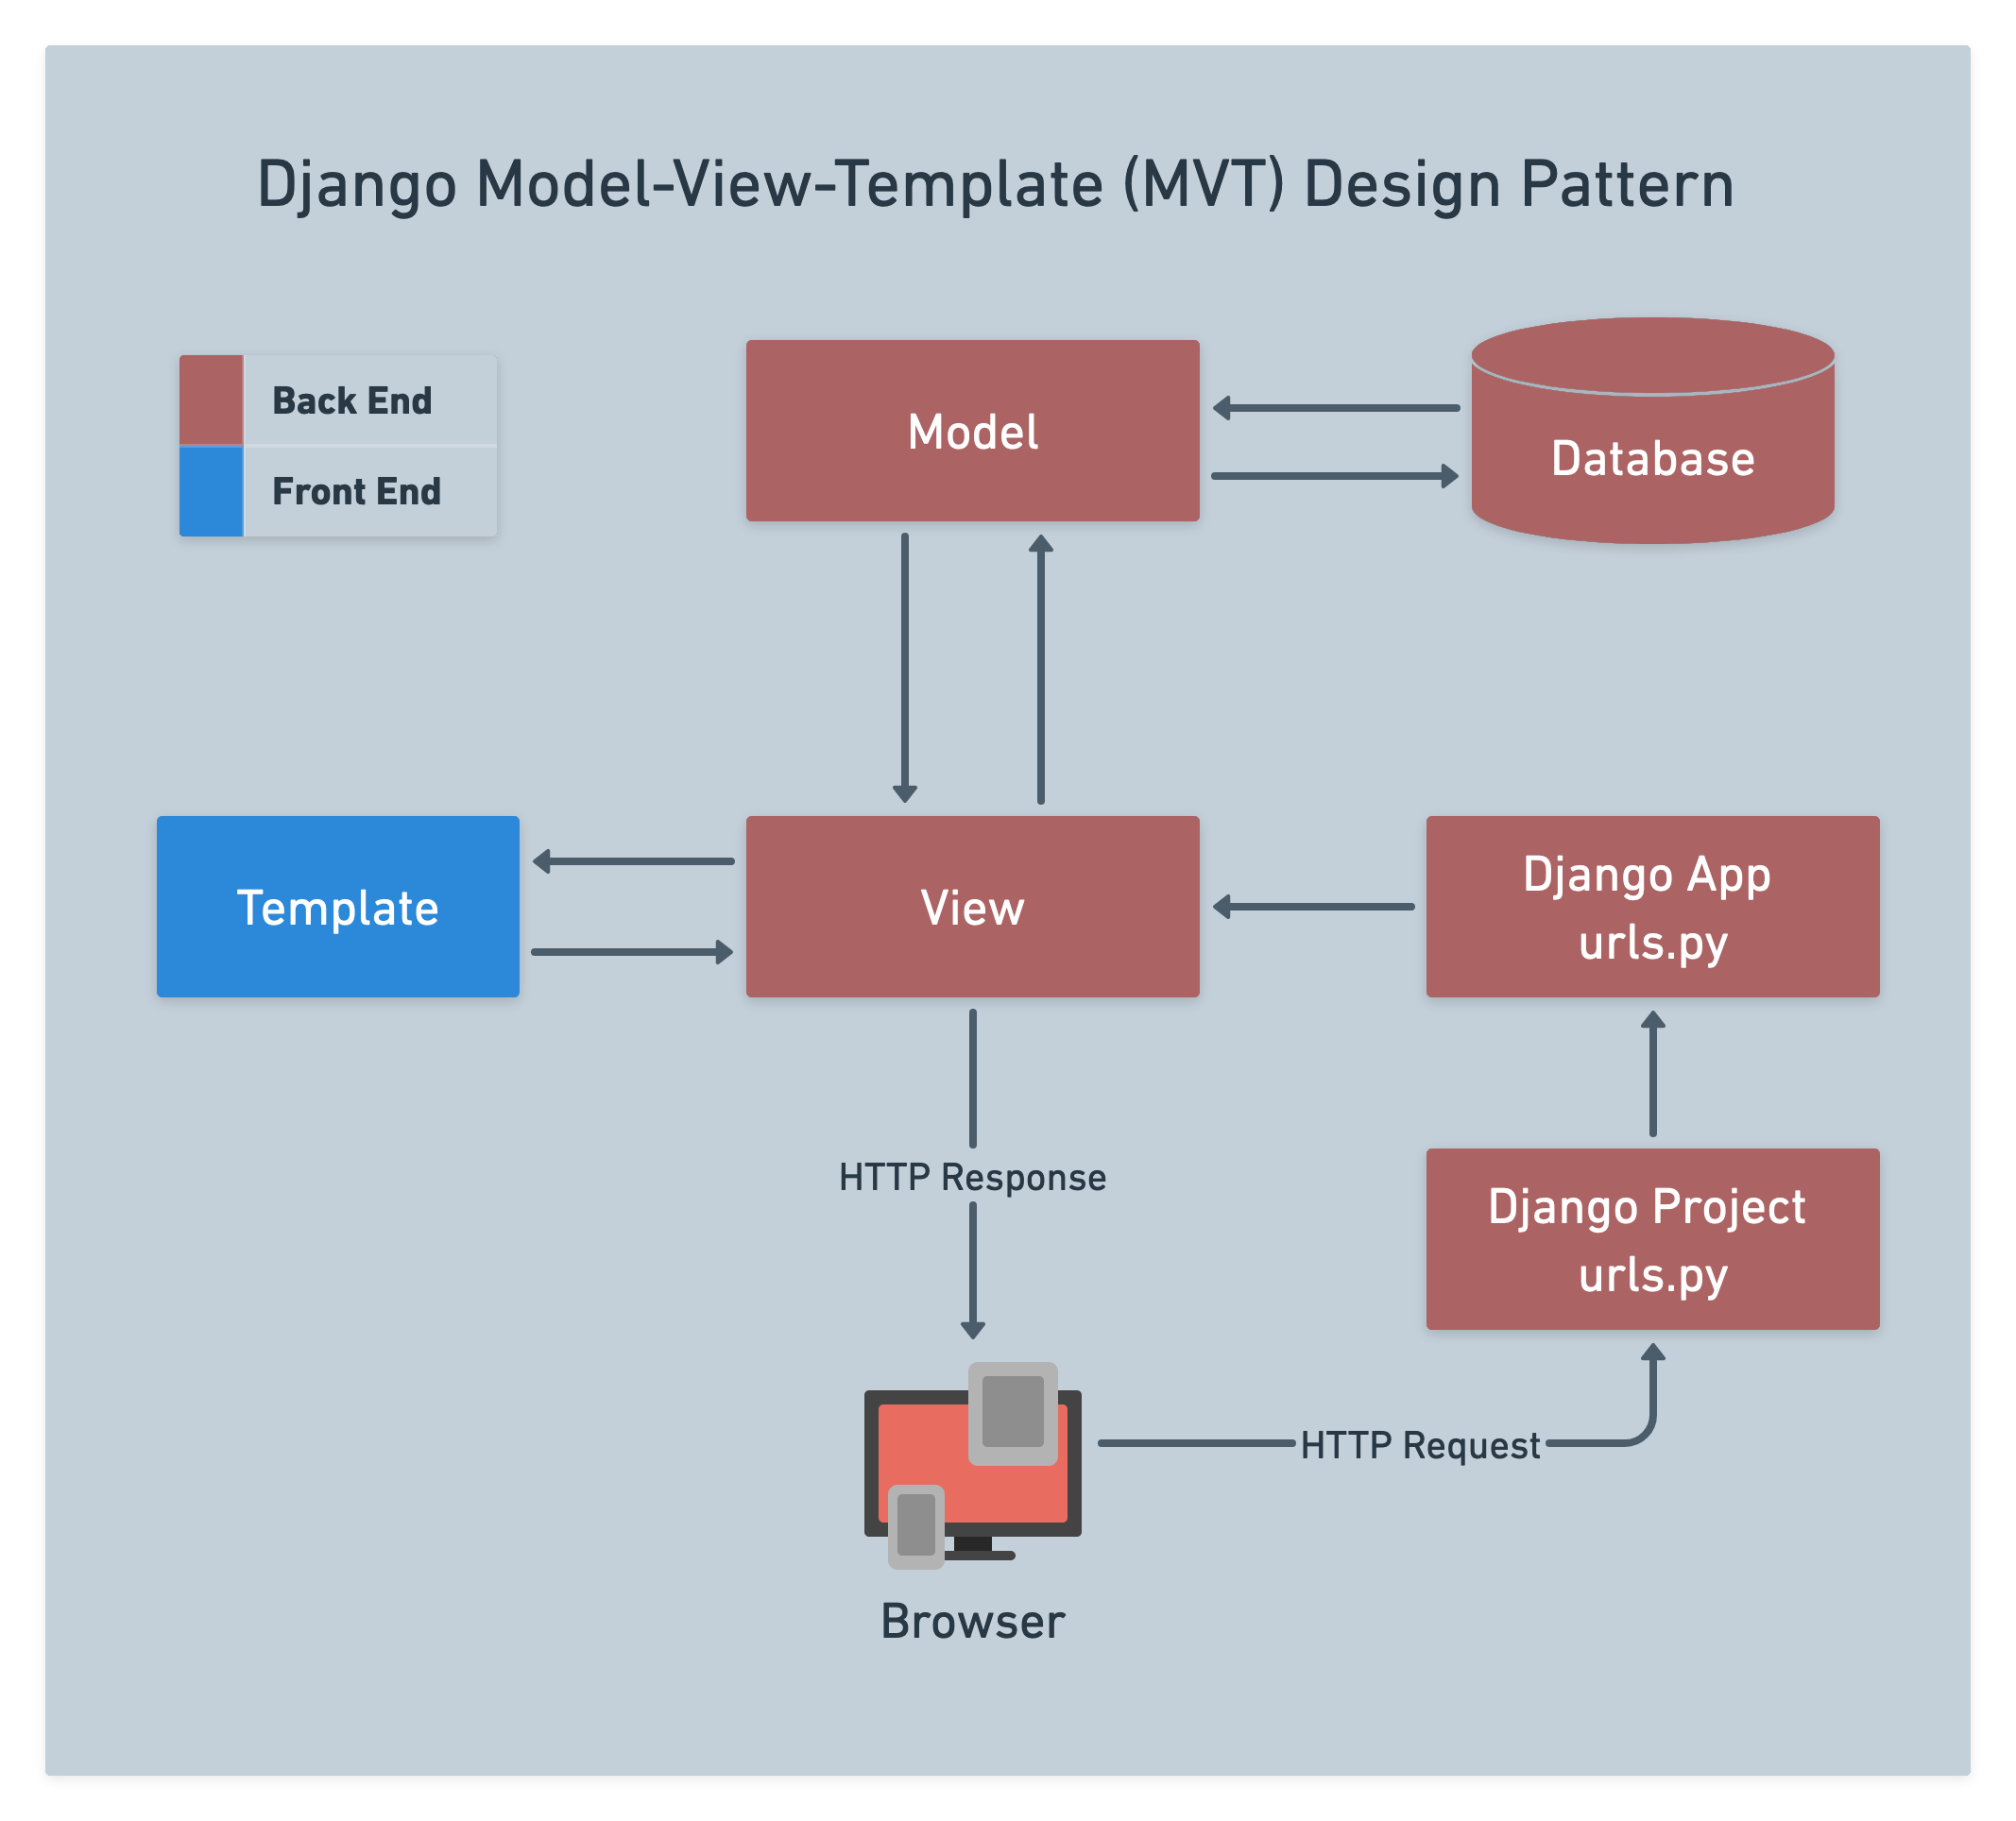 Django Model-View-Template (MVT) Design Pattern
Back End
Front End
Model
Database
Template
View
Django App
urls.py
HTTP Response
Django Project
urls.py
HTTP Request
Browser